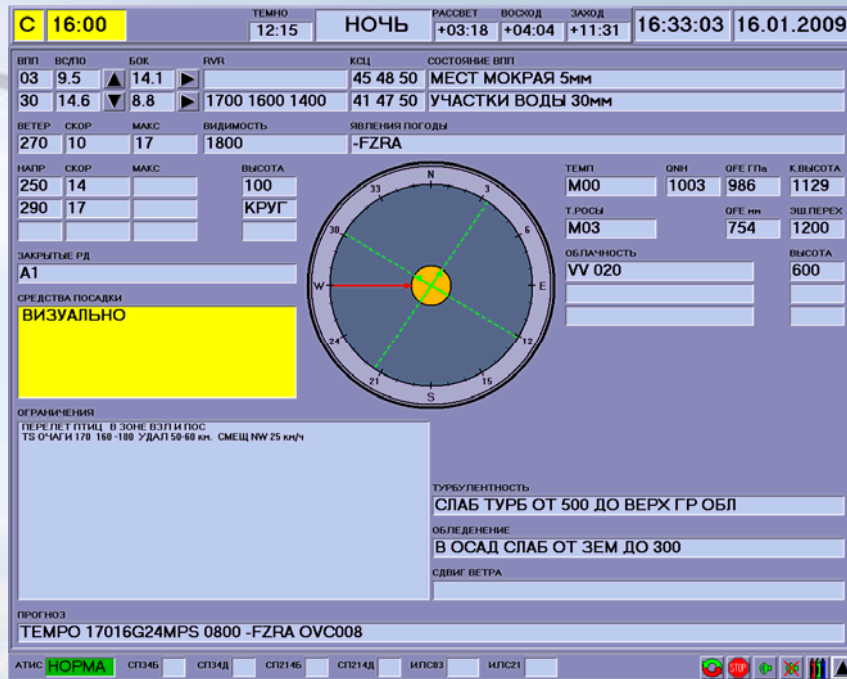 ТЕМНО РАССВЕТ ВОСХОД ЗАХОД
С 16:00 12:15 НОЧЬ +03:18 +04:04 +11:31 16:33:03 16.01.2009
ВПП ВС/ПО БОК RVR КСЦ СОСТОЯНИЕ ВПП
03 9.5 14.1 45 48 50 МЕСТ МОКРАЯ 5мм
30 14.6 8.8 1700 1600 1400 41 47 50 УЧАСТКИ ВОДЫ 30мм
ВЕТЕР СКОР МАКС ВИДИМОСТЬ ЯВЛЕНИЯ ПОГОДЫ
270 10 17 1800 -FZRA
НАПР СКОР МАКС ВЫСОТА ТЕМП QNH QFE ГПа К.ВЫСОТА
250 14 100 М00 1003 986 1129
290 17 КРУГ
Т.РОСЫ QFE мм ЭШ.ПЕРЕХ
М03 754 1200
N 3 6 E 12 15 S 21 24 W 30 33
ЗАКРЫТЫЕ РД
А1
ОБЛАЧНОСТЬ ВЫСОТА
VV 020 600
СРЕДСТВА ПОСАДКИ
ВИЗУАЛЬНО
ОГРАНИЧЕНИЯ
ПЕРЕЛЕТ ПТИЦ В ЗОНЕ ВЗЛ И ПОС
TS ОЧАГИ 170 160 -180 УДАЛ 50-60 км. СМЕЩ NW 25 км/ч
ТУРБУЛЕНТНОСТЬ
СЛАБ ТУРБ ОТ 500 ДО ВЕРХ ГР ОБЛ
ОБЛЕДЕНЕНИЕ
В ОСАД СЛАБ ОТ ЗЕМ ДО 300
СДВИГ ВЕТРА
ПРОГНОЗ
TEMPO 17016G24MPS 0800 -FZRA OVC008
АТИС НОРМА СП34Б СП34Д СП214Б СП214Д ИЛС03 ИЛС21 STOP